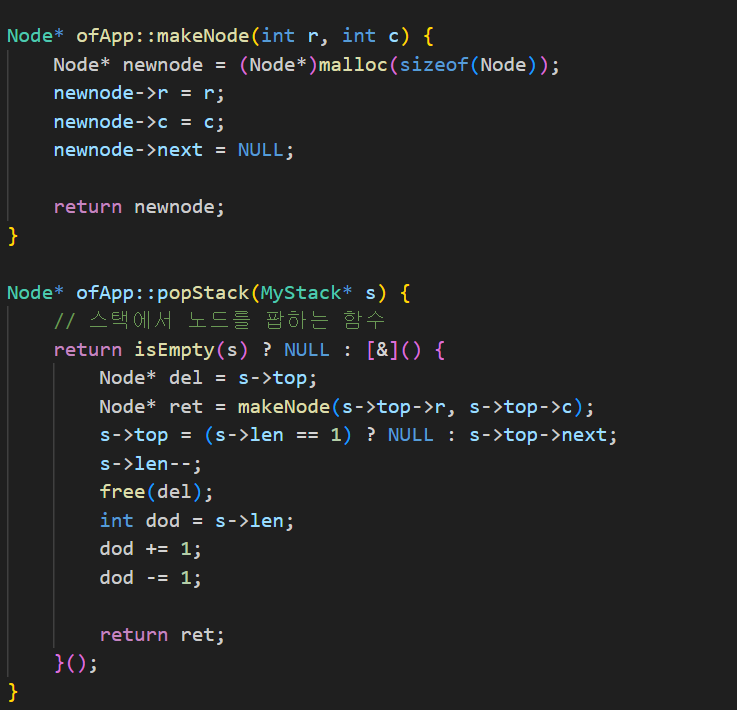 Node* ofApp::makeNode(int r, int c) {
    Node* newnode = (Node*)malloc(sizeof(Node));
    newnode->r = r;
    newnode->c = c;
    newnode->next = NULL;

    return newnode;
}

Node* ofApp::popStack(MyStack* s) {
    // 스택에서 노드를 팝하는 함수
    return isEmpty(s) ? NULL : [&]() {
        Node* del = s->top;
        Node* ret = makeNode(s->top->r, s->top->c);
        s->top = (s->len == 1) ? NULL : s->top->next;
        s->len--;
        free(del);
        int dod = s->len;
        dod += 1;
        dod -= 1;

        return ret;
    }();
}